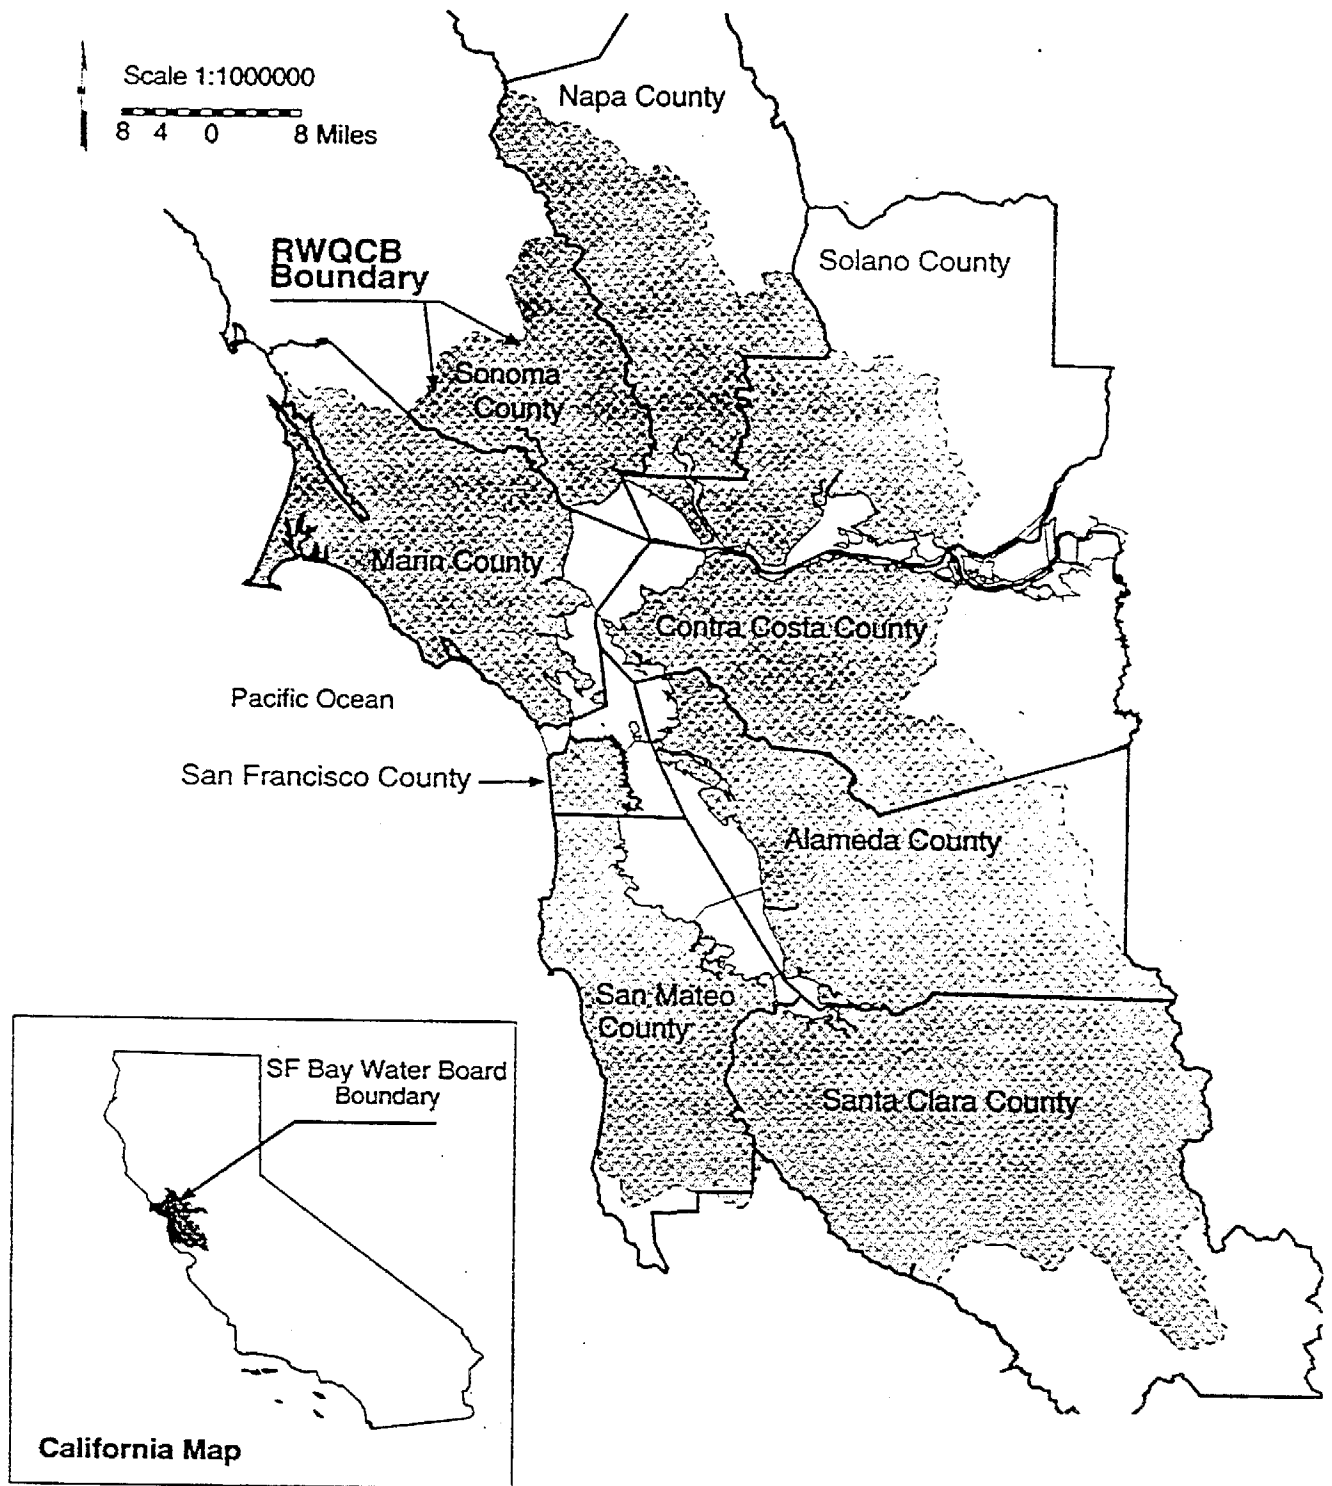 Scale 1:1000000
8 4 0 8 Miles
Napa County
RWQCB
Boundary
Solano County
Sonoma
County
Marin County
Contra Costa County
Pacific Ocean
San Francisco County
Alameda County
San Mateo
County
Santa Clara County
SF Bay Water Board
Boundary
California Map